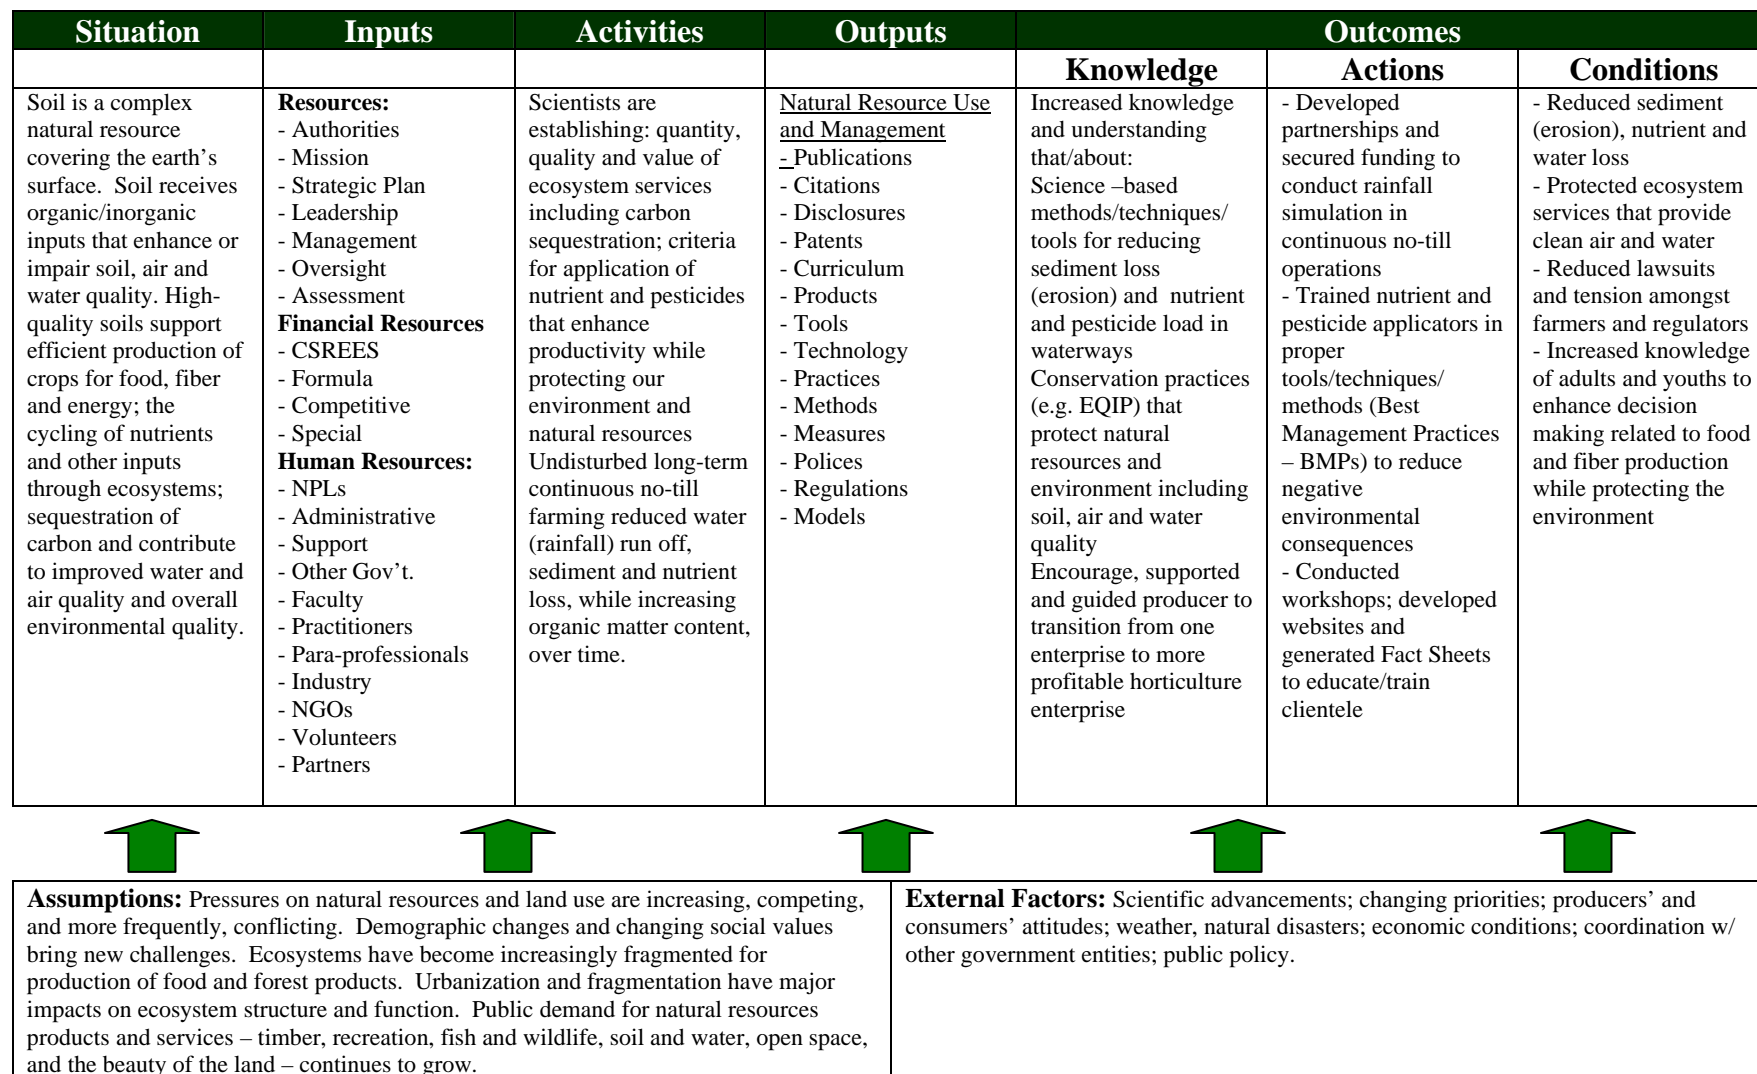 Situation
Inputs
Activities
Outputs
Outcomes
Knowledge
Actions
Conditions
Soil is a complex
natural resource
covering the earth's
surface.  Soil receives
organic/inorganic
inputs that enhance or
impair soil, air and
water quality. High-
quality soils support
efficient production of
crops for food, fiber
and energy; the
cycling of nutrients
and other inputs
through ecosystems;
sequestration of
carbon and contribute
to improved water and
air quality and overall
environmental quality.
Resources:
- Authorities
- Mission
- Strategic Plan
- Leadership
- Management
- Oversight
- Assessment
Financial Resources
- CSREES
- Formula
- Competitive
- Special
Human Resources:
- NPLs
- Administrative
- Support
- Other Gov't.
- Faculty
- Practitioners
- Para-professionals
- Industry
- NGOs
- Volunteers
- Partners
Scientists are
establishing: quantity,
quality and value of
ecosystem services
including carbon
sequestration; criteria
for application of
nutrient and pesticides
that enhance
productivity while
protecting our
environment and
natural resources
Undisturbed long-term
continuous no-till
farming reduced water
(rainfall) run off,
sediment and nutrient
loss, while increasing
organic matter content,
over time.
Natural Resource Use
and Management
- Publications
- Citations
- Disclosures
- Patents
- Curriculum
- Products
- Tools
- Technology
- Practices
- Methods
- Measures
- Polices
- Regulations
- Models
Increased knowledge
and understanding
that/about:
Science –based
methods/techniques/
tools for reducing
sediment loss
(erosion) and  nutrient
and pesticide load in
waterways
Conservation practices
(e.g. EQIP) that
protect natural
resources and
environment including
soil, air and water
quality
Encourage, supported
and guided producer to
transition from one
enterprise to more
profitable horticulture
enterprise
- Developed
partnerships and
secured funding to
conduct rainfall
simulation in
continuous no-till
operations
- Trained nutrient and
pesticide applicators in
proper
tools/techniques/
methods (Best
Management Practices
– BMPs) to reduce
negative
environmental
consequences
- Conducted
workshops; developed
websites and
generated Fact Sheets
to educate/train
clientele
- Reduced sediment
(erosion), nutrient and
water loss
- Protected ecosystem
services that provide
clean air and water
- Reduced lawsuits
and tension amongst
farmers and regulators
- Increased knowledge
of adults and youths to
enhance decision
making related to food
and fiber production
while protecting the
environment
Assumptions: Pressures on natural resources and land use are increasing, competing,
and more frequently, conflicting.  Demographic changes and changing social values
bring new challenges.  Ecosystems have become increasingly fragmented for
production of food and forest products.  Urbanization and fragmentation have major
impacts on ecosystem structure and function.  Public demand for natural resources
products and services – timber, recreation, fish and wildlife, soil and water, open space,
and the beauty of the land – continues to grow.
External Factors: Scientific advancements; changing priorities; producers' and
consumers' attitudes; weather, natural disasters; economic conditions; coordination w/
other government entities; public policy.